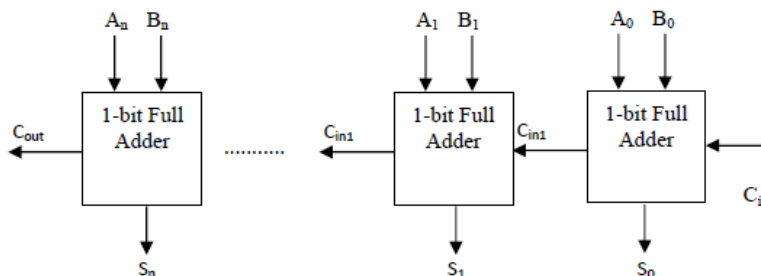 An Bn A1 B1 A0 B0
1-bit Full Adder 1-bit Full Adder 1-bit Full Adder
Cout .......... Cin1 Cin1
Sn S1 S0